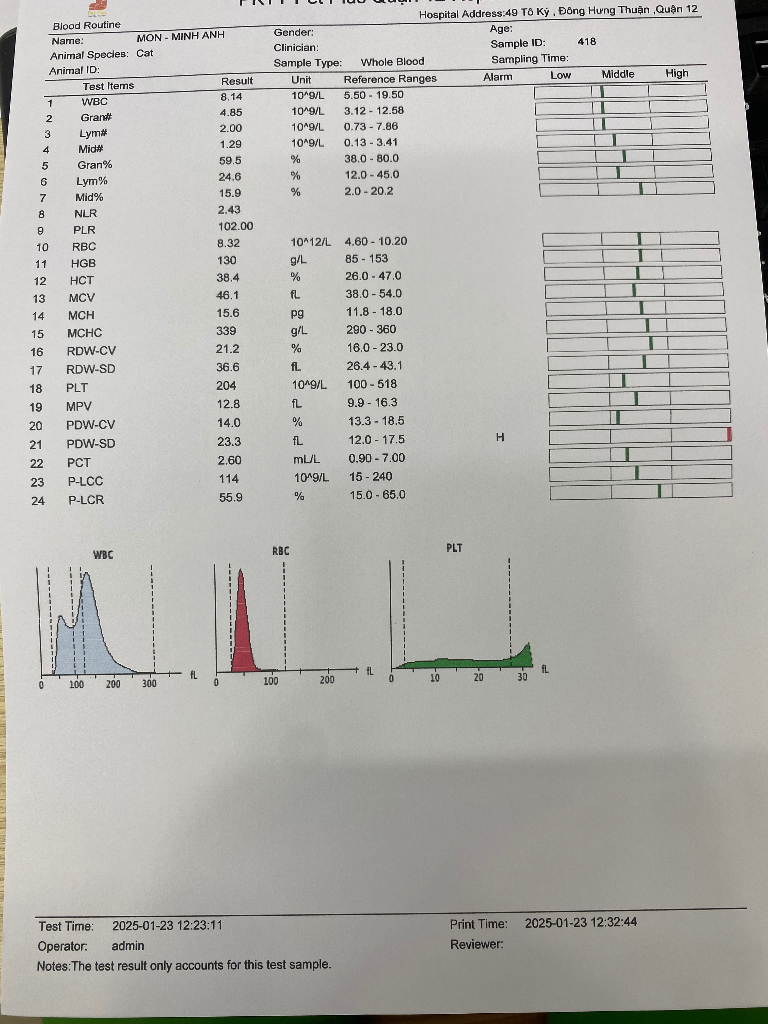 Hospital Address:49 Tô Ký , Đông Hưng Thuận ,Quận 12
Blood Routine
Name: MON - MINH ANH Gender: Age:
Animal Species: Cat Clinician: Sample ID: 418
Animal ID: Sample Type: Whole Blood Sampling Time:
Test Items Result Unit Reference Ranges Alarm Low Middle High
1 WBC 8.14 10^9/L 5.50 - 19.50
2 Gran# 4.85 10^9/L 3.12 - 12.58
3 Lym# 2.00 10^9/L 0.73 - 7.86
4 Mid# 1.29 10^9/L 0.13 - 3.41
5 Gran% 59.5 % 38.0 - 80.0
6 Lym% 24.6 % 12.0 - 45.0
7 Mid% 15.9 % 2.0 - 20.2
8 NLR 2.43
9 PLR 102.00
10 RBC 8.32 10^12/L 4.60 - 10.20
11 HGB 130 g/L 85 - 153
12 HCT 38.4 % 26.0 - 47.0
13 MCV 46.1 fL 38.0 - 54.0
14 MCH 15.6 pg 11.8 - 18.0
15 MCHC 339 g/L 290 - 360
16 RDW-CV 21.2 % 16.0 - 23.0
17 RDW-SD 36.6 fL 26.4 - 43.1
18 PLT 204 10^9/L 100 - 518
19 MPV 12.8 fL 9.9 - 16.3
20 PDW-CV 14.0 % 13.3 - 18.5
21 PDW-SD 23.3 fL 12.0 - 17.5 H
22 PCT 2.60 mL/L 0.90 - 7.00
23 P-LCC 114 10^9/L 15 - 240
24 P-LCR 55.9 % 15.0 - 65.0
WBC RBC PLT
0 100 200 300 fL 0 100 200 fL 0 10 20 30 fL
Test Time: 2025-01-23 12:23:11 Print Time: 2025-01-23 12:32:44
Operator: admin Reviewer:
Notes:The test result only accounts for this test sample.